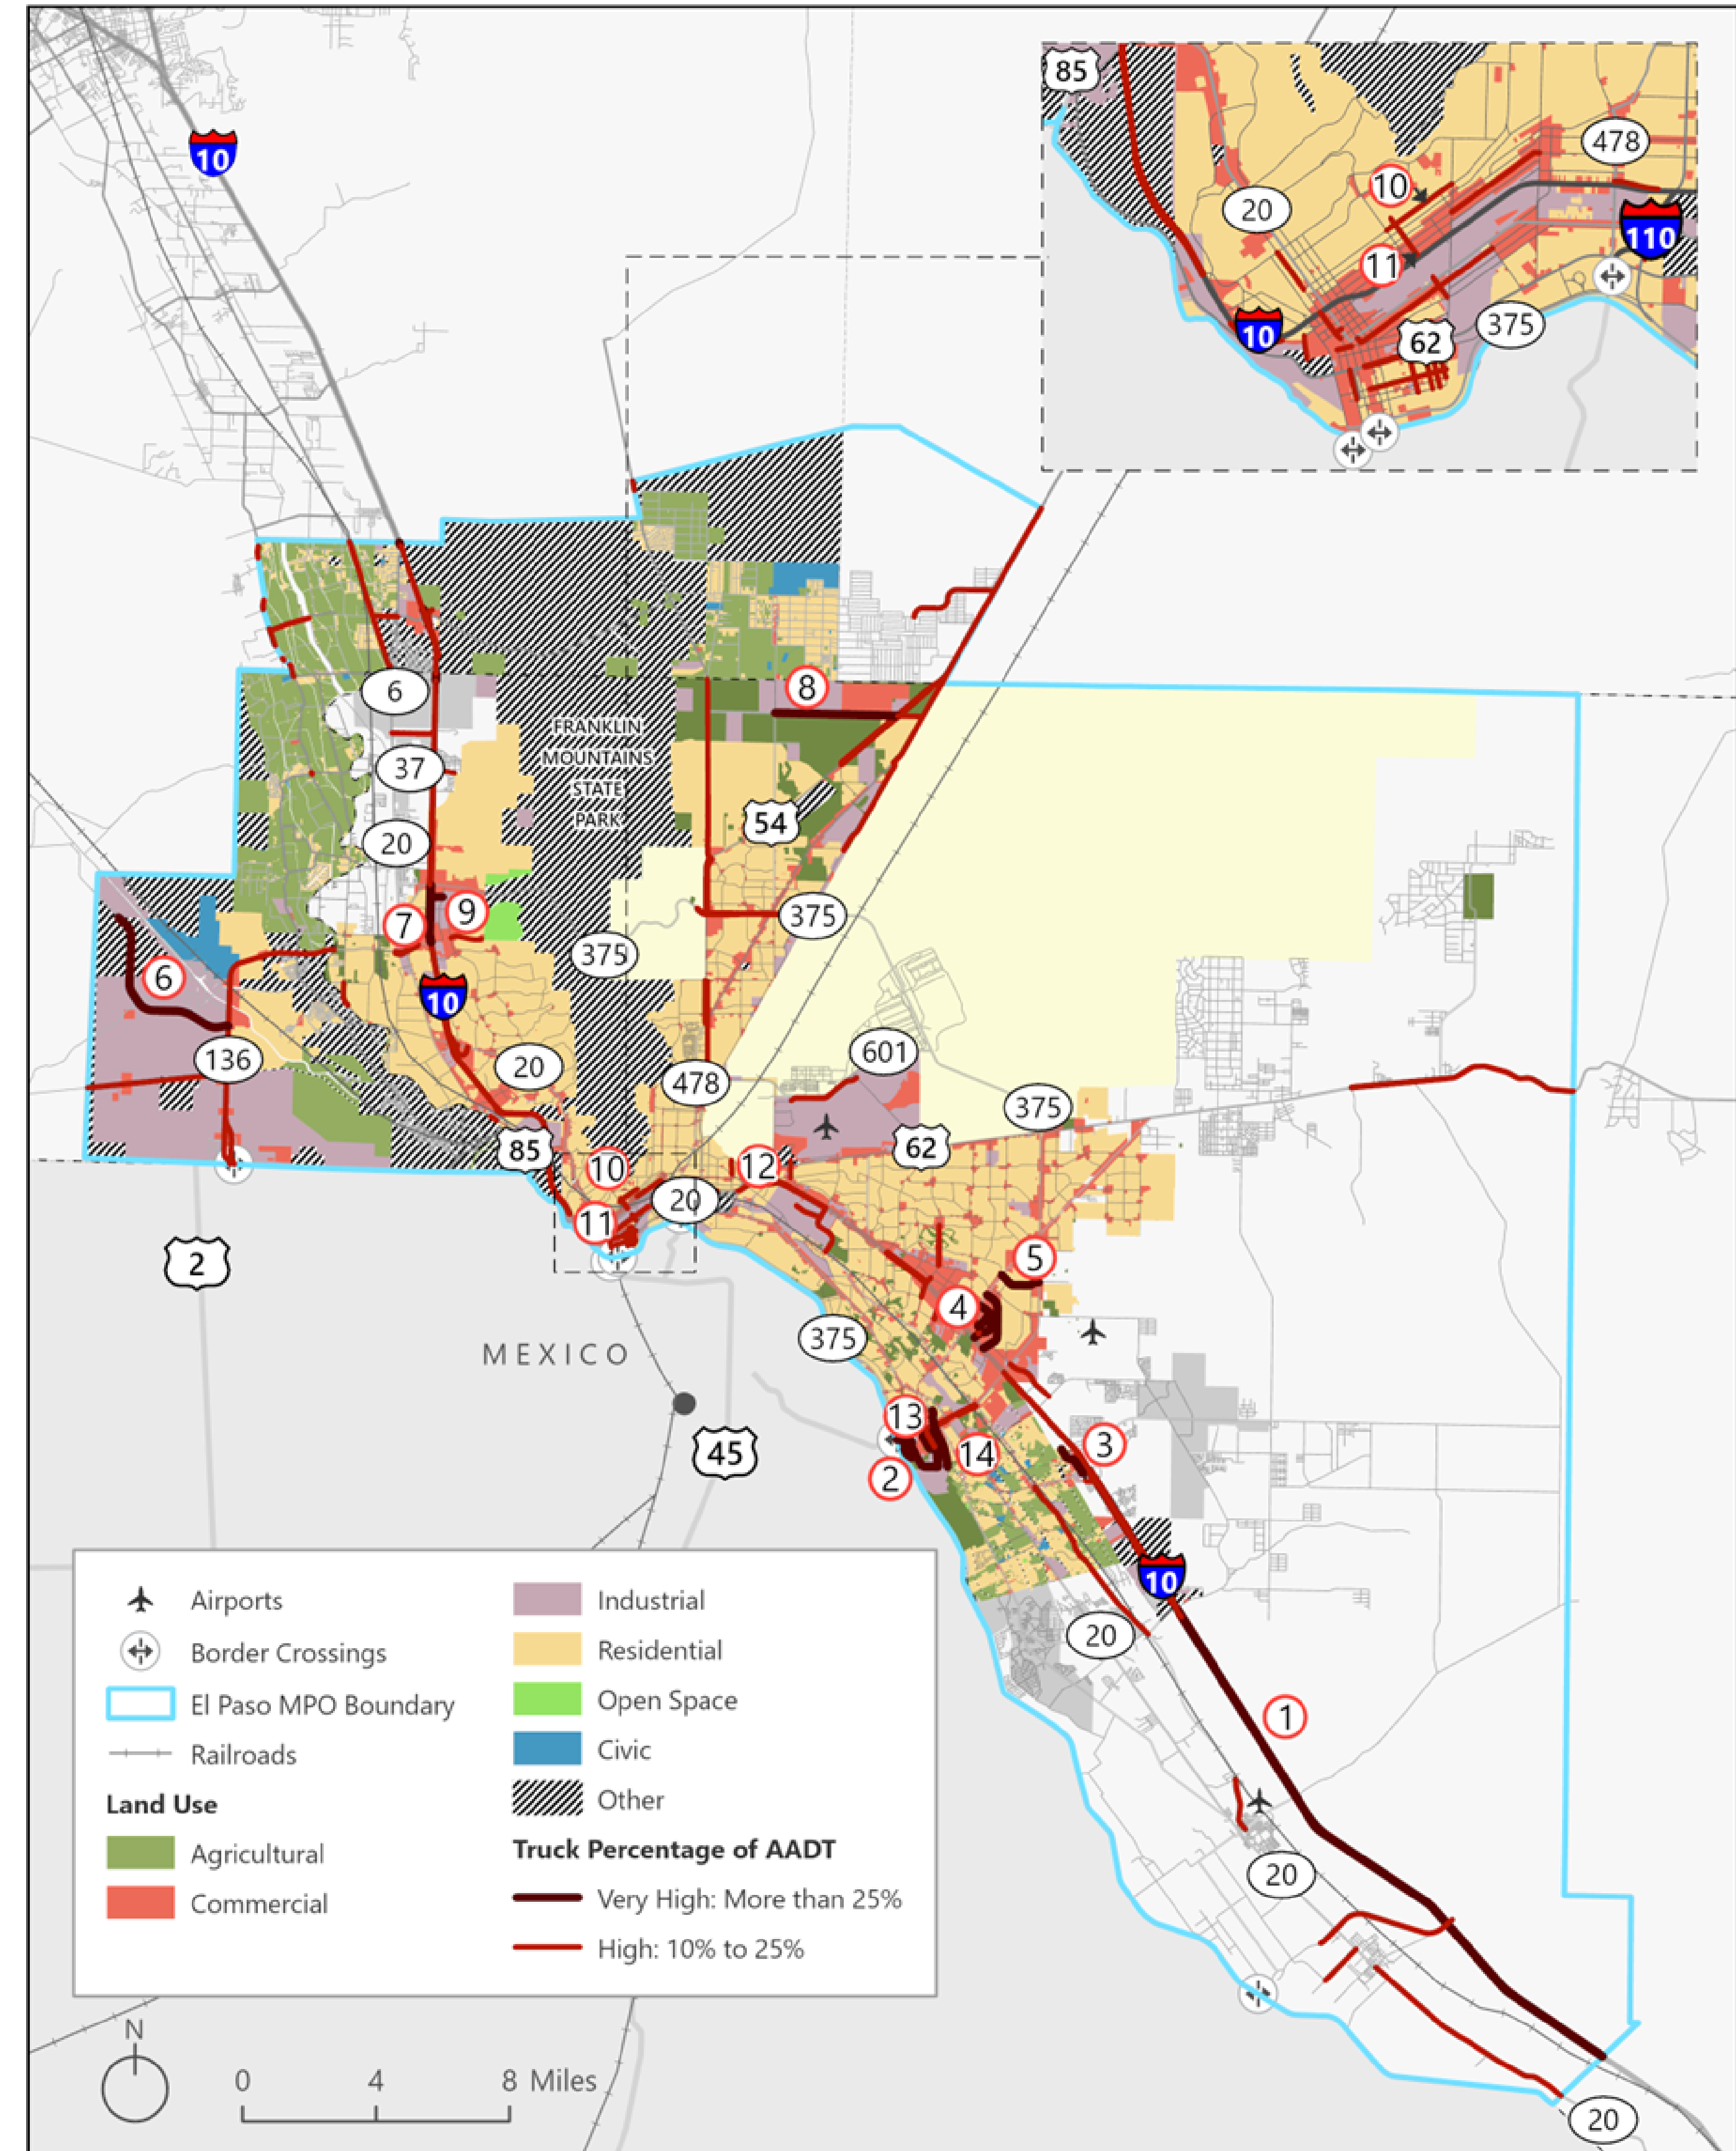 85
478
10
10
20
110
11
10
62
375
6
8
FRANKLIN
MOUNTAINS
STATE
PARK
37
54
20
375
9
7
375
6
10
136
601
20
478
375
85
62
10
12
20
11
2
5
4
375
MEXICO
13
3
45
14
2
10
20
1
20
20
Airports
Border Crossings
El Paso MPO Boundary
Railroads
Land Use
Agricultural
Commercial
Industrial
Residential
Open Space
Civic
Other
Truck Percentage of AADT
Very High: More than 25%
High: 10% to 25%
N
0 4 8 Miles